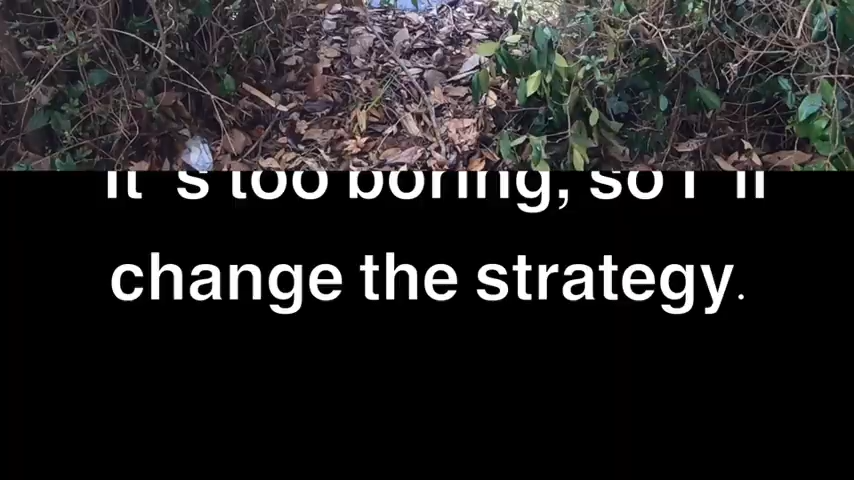 it's too boring, so I'll
change the strategy.